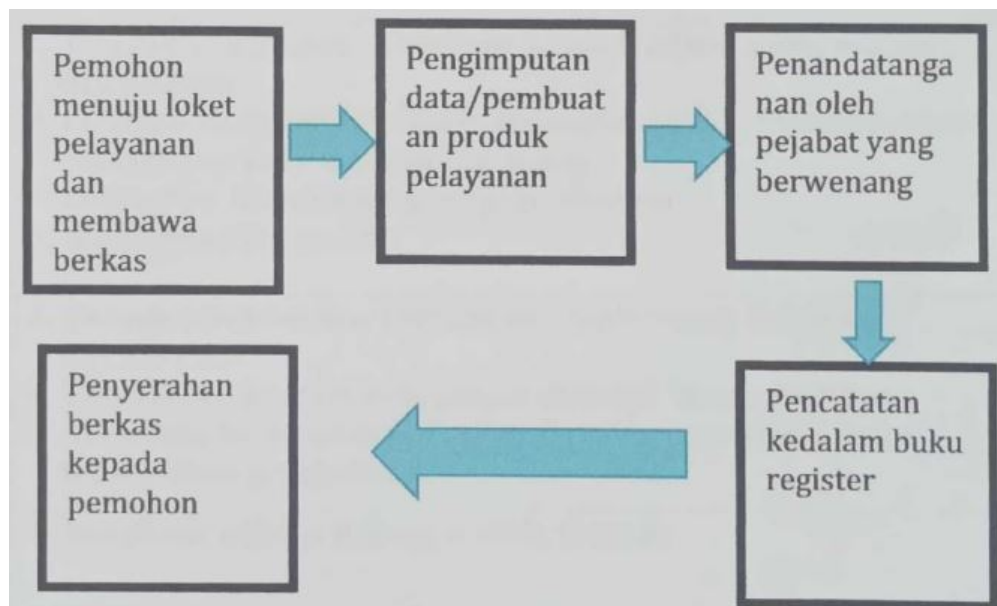 Pemohon
menuju loket
pelayanan
dan
membawa
berkas
Pengimputan
data/pembuat
an produk
pelayanan
Penandatanga
nan oleh
pejabat yang
berwenang
Pencatatan
kedalam buku
register
Penyerahan
berkas
kepada
pemohon